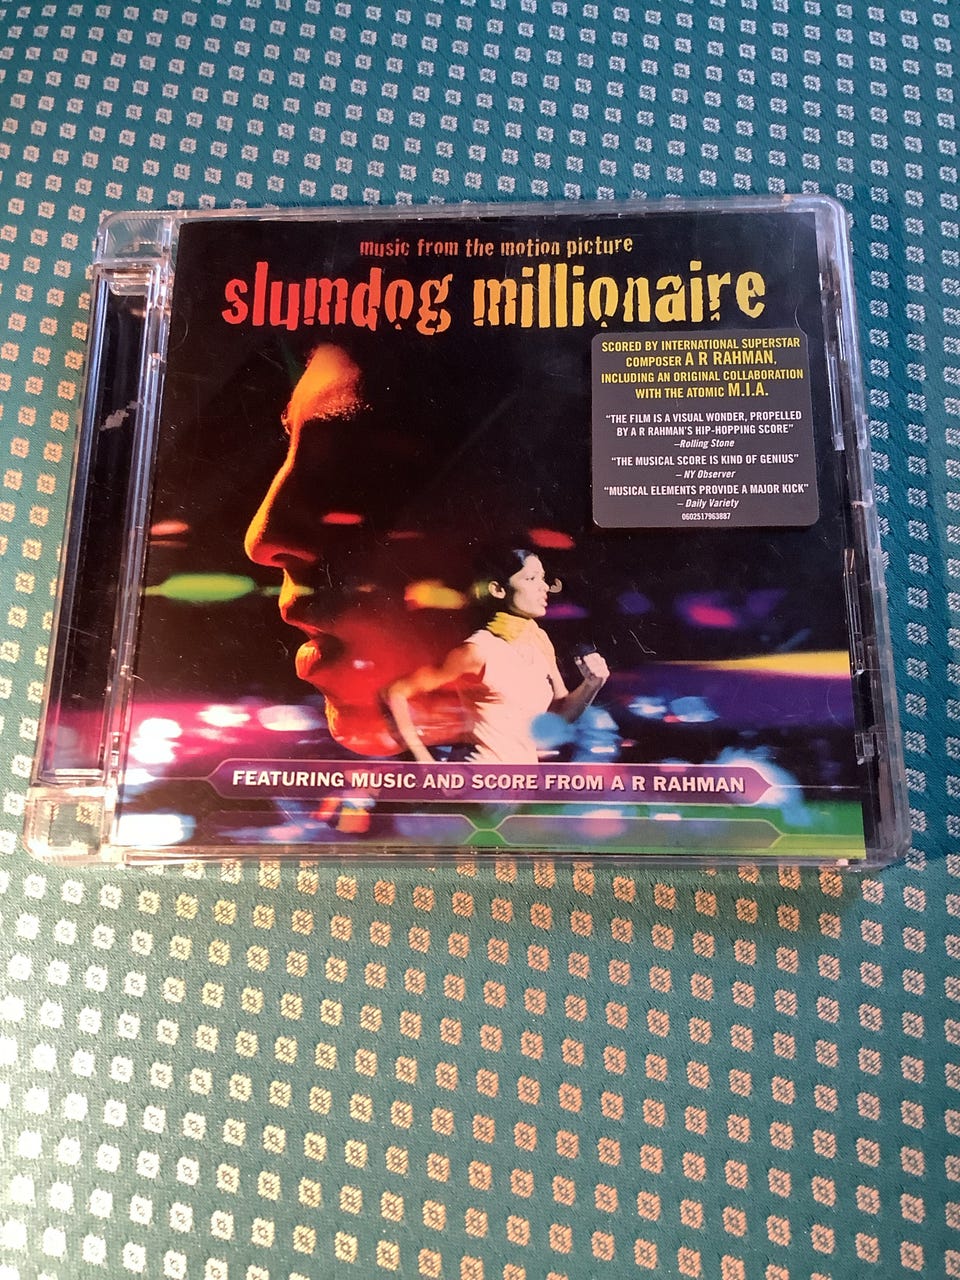 music from the motion picture
slumdog millionaire
SCORED BY INTERNATIONAL SUPERSTAR
COMPOSER A R RAHMAN,
INCLUDING AN ORIGINAL COLLABORATION
WITH THE ATOMIC M.I.A.
“THE FILM IS A VISUAL WONDER, PROPELLED
BY A R RAHMAN’S HIP-HOPPING SCORE”
—Rolling Stone
“THE MUSICAL SCORE IS KIND OF GENIUS”
— NY Observer
“MUSICAL ELEMENTS PROVIDE A MAJOR KICK”
— Daily Variety
0602517963887
FEATURING MUSIC AND SCORE FROM A R RAHMAN